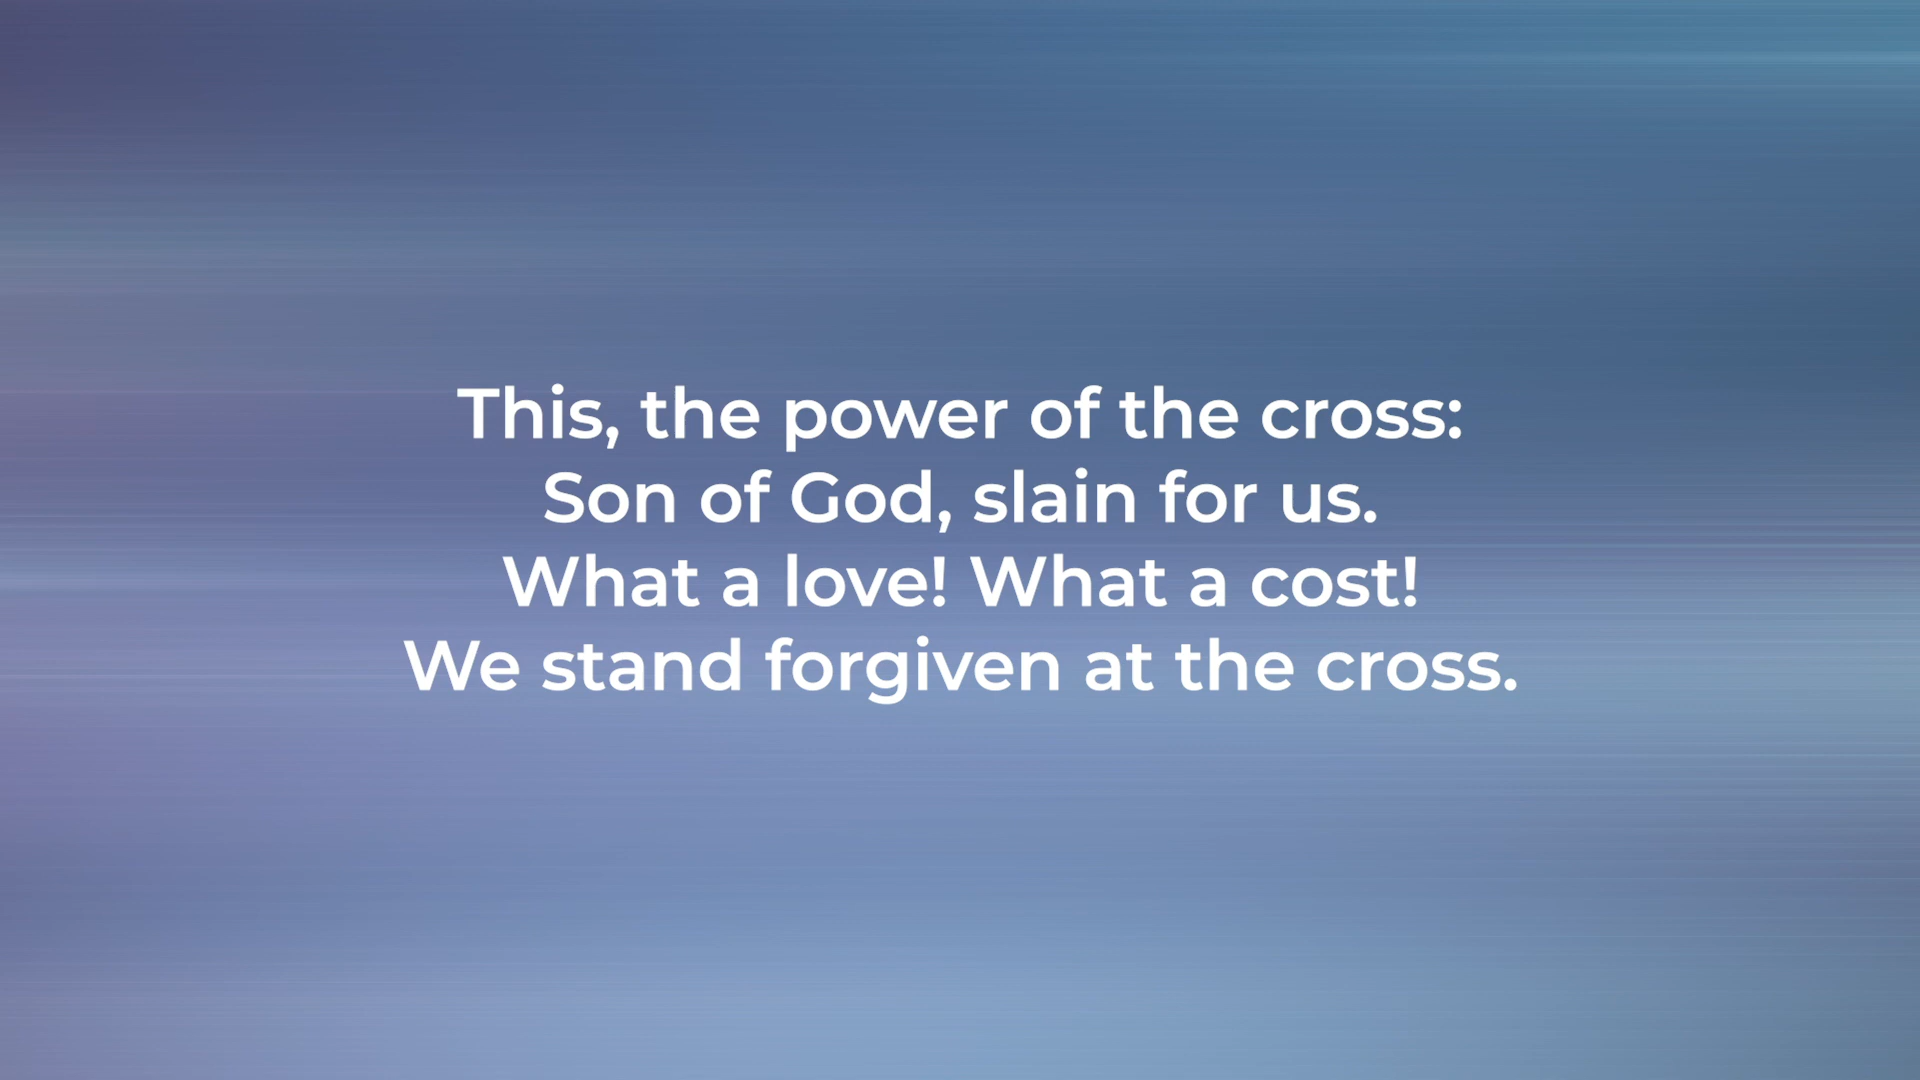 This, the power of the cross:
Son of God, slain for us.
What a love! What a cost!
We stand forgiven at the cross.